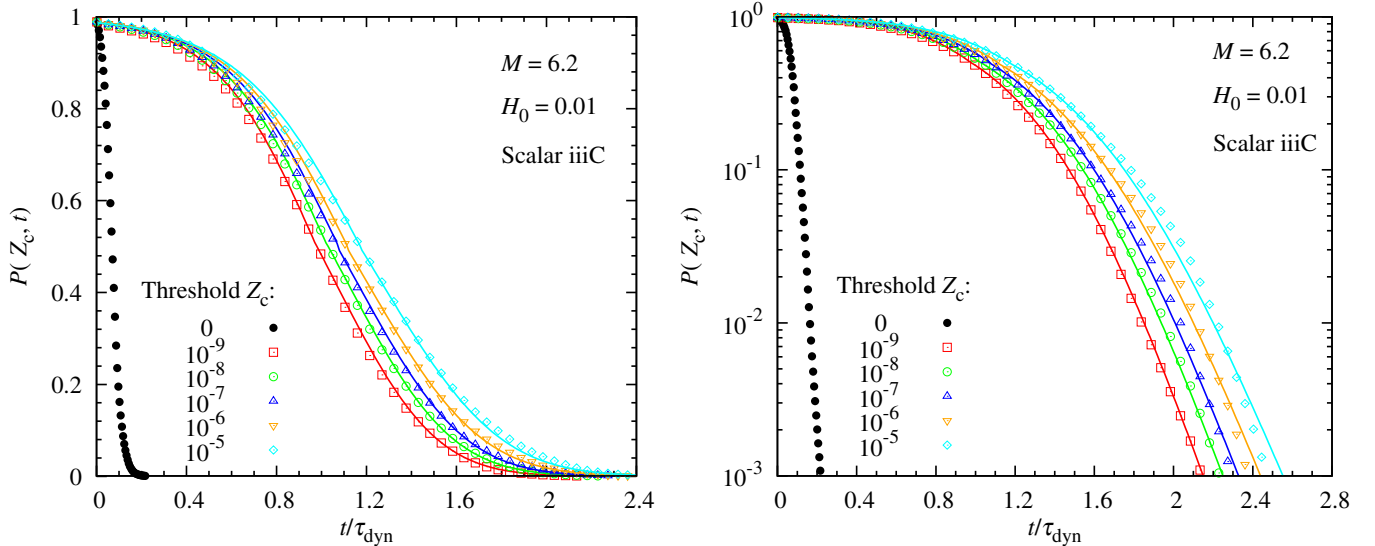 1
0.8
0.6
0.4
0.2
0
P( Z_c, t)
M = 6.2
H_0 = 0.01
Scalar iiiC
Threshold Z_c:
0
10^-9
10^-8
10^-7
10^-6
10^-5
0 0.4 0.8 1.2 1.6 2 2.4
t/τ_dyn
10^0
10^-1
10^-2
10^-3
P( Z_c, t)
M = 6.2
H_0 = 0.01
Scalar iiiC
Threshold Z_c:
0
10^-9
10^-8
10^-7
10^-6
10^-5
0 0.4 0.8 1.2 1.6 2 2.4 2.8
t/τ_dyn